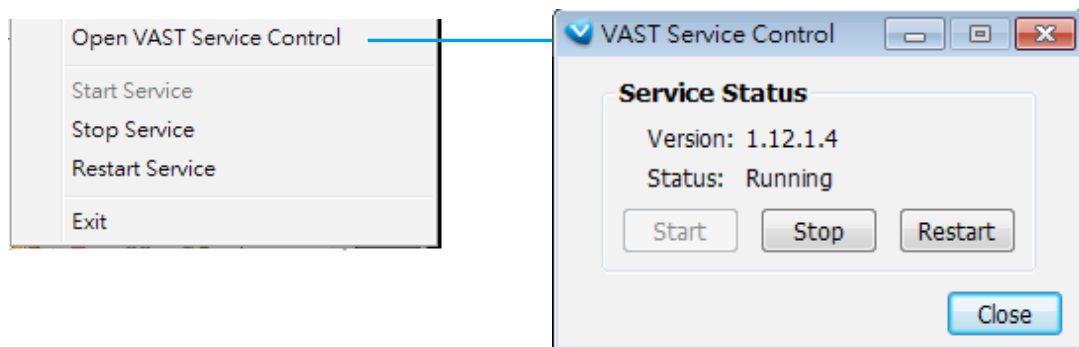 Open VAST Service Control
Start Service
Stop Service
Restart Service
Exit
VAST Service Control
Service Status
Version: 1.12.1.4
Status: Running
Start Stop Restart
Close